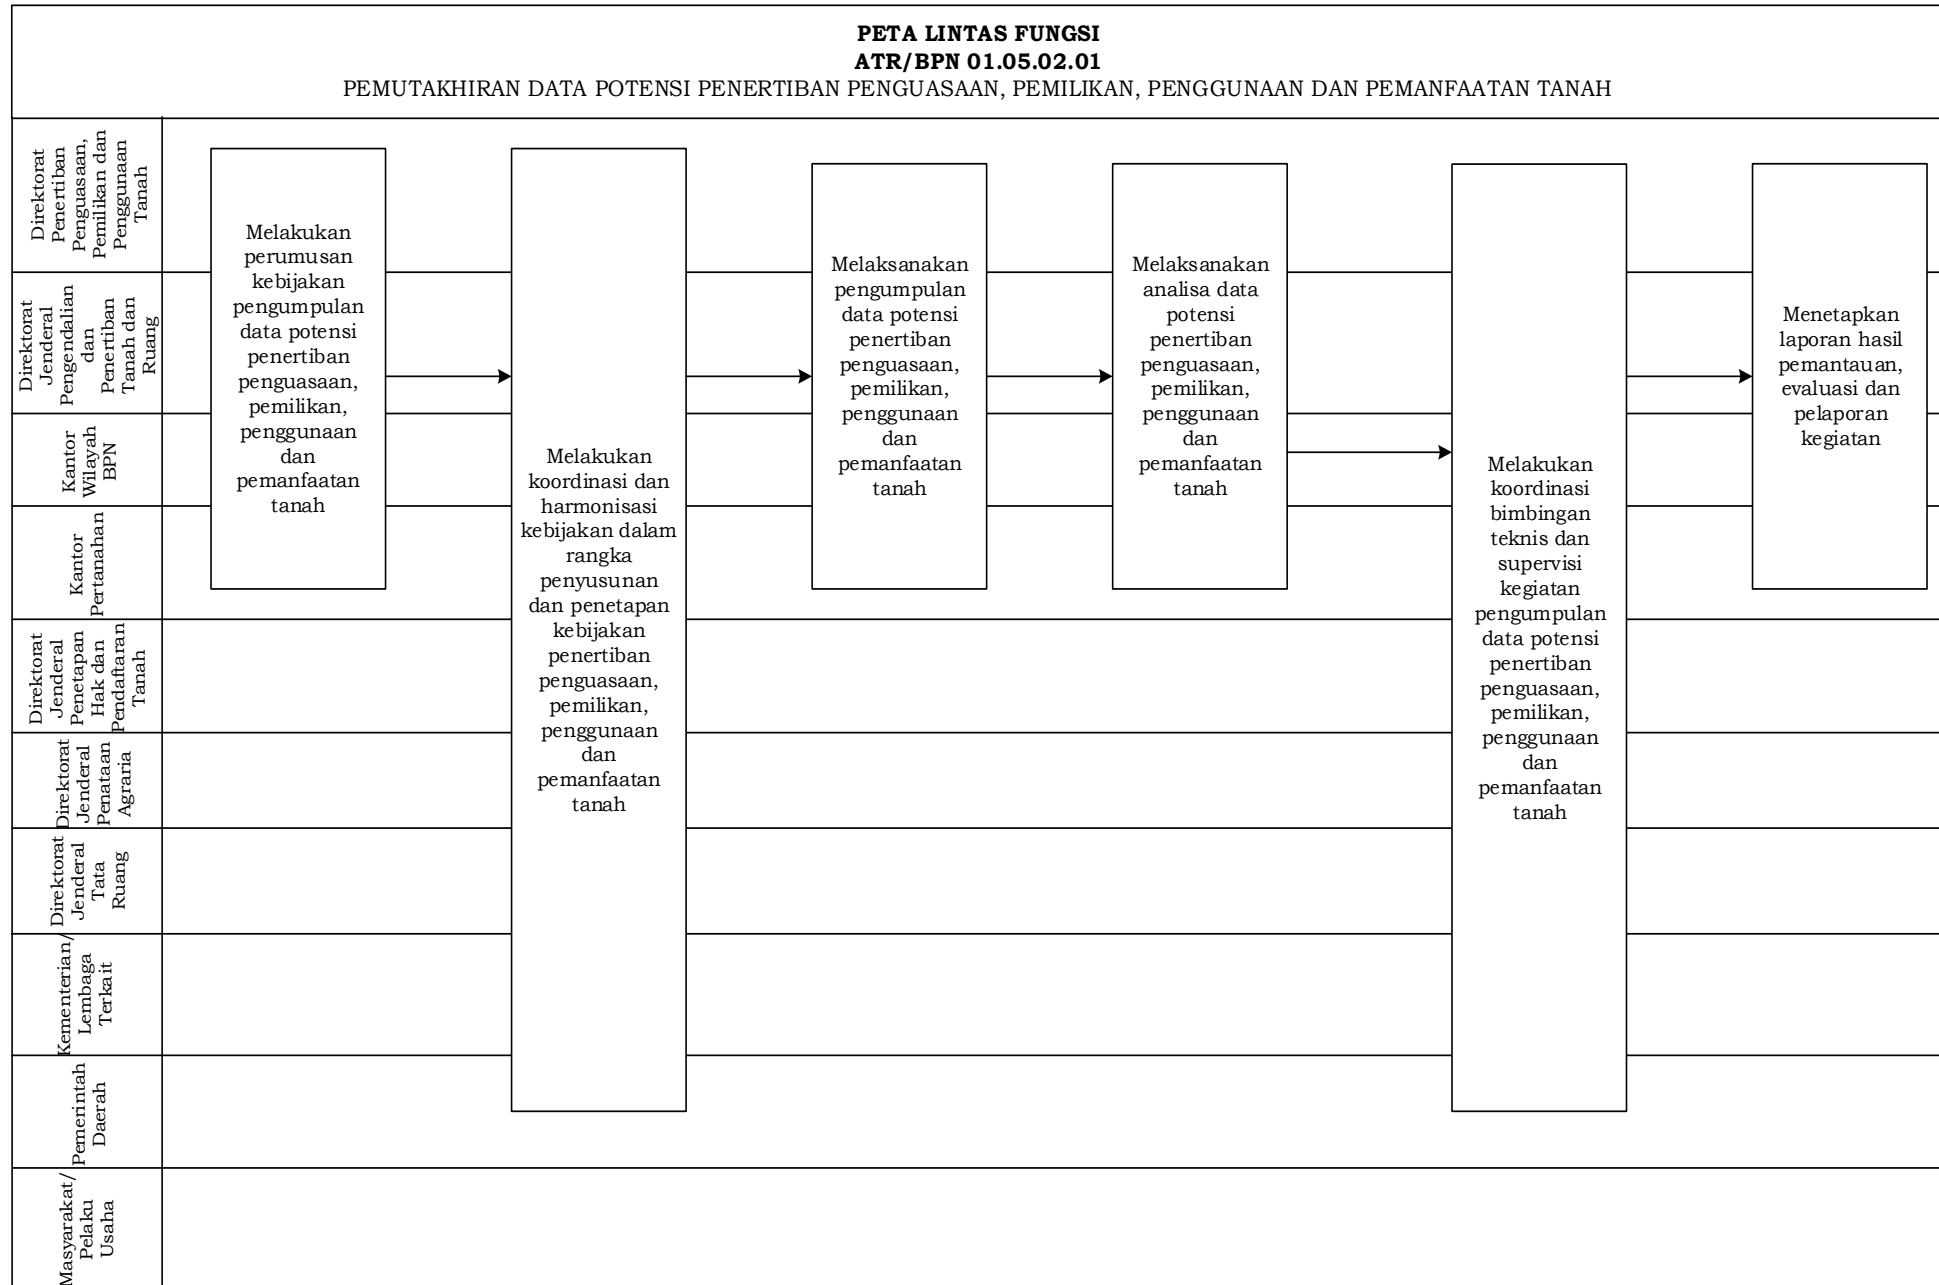 PETA LINTAS FUNGSI
ATR/BPN 01.05.02.01
PEMUTAKHIRAN DATA POTENSI PENERTIBAN PENGUASAAN, PEMILIKAN, PENGGUNAAN DAN PEMANFAATAN TANAH
Direktorat
Penertiban
Penguasaan,
Pemilikan dan
Penggunaan
Tanah
Direktorat
Jenderal
Pengendalian
dan
Penertiban
Tanah dan
Ruang
Kantor
Wilayah
BPN
Kantor
Pertanahan
Direktorat
Jenderal
Penetapan
Hak dan
Pendaftaran
Tanah
Direktorat
Jenderal
Penataan
Agraria
Direktorat
Jenderal
Tata
Ruang
Kementerian/
Lembaga
Terkait
Pemerintah
Daerah
Masyarakat/
Pelaku
Usaha
Melakukan
perumusan
kebijakan
pengumpulan
data potensi
penertiban
penguasaan,
pemilikan,
penggunaan
dan
pemanfaatan
tanah
Melakukan
koordinasi dan
harmonisasi
kebijakan dalam
rangka
penyusunan
dan penetapan
kebijakan
penertiban
penguasaan,
pemilikan,
penggunaan
dan
pemanfaatan
tanah
Melaksanakan
pengumpulan
data potensi
penertiban
penguasaan,
pemilikan,
penggunaan
dan
pemanfaatan
tanah
Melaksanakan
analisa data
potensi
penertiban
penguasaan,
pemilikan,
penggunaan
dan
pemanfaatan
tanah
Melakukan
koordinasi
bimbingan
teknis dan
supervisi
kegiatan
pengumpulan
data potensi
penertiban
penguasaan,
pemilikan,
penggunaan
dan
pemanfaatan
tanah
Menetapkan
laporan hasil
pemantauan,
evaluasi dan
pelaporan
kegiatan